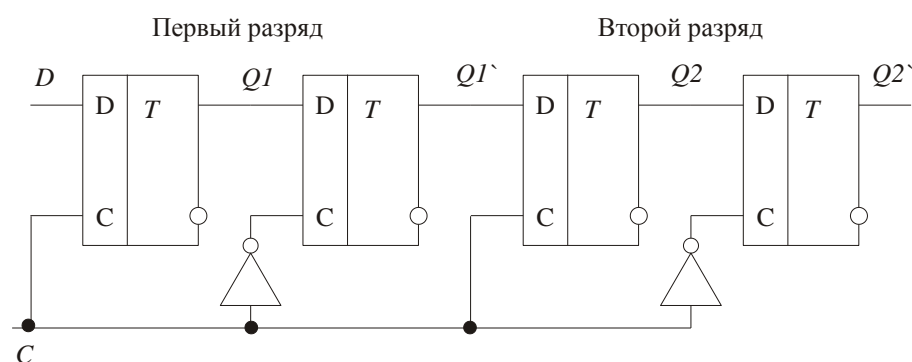 Первый разряд Второй разряд
D Q1 Q1` Q2 Q2`
D T D T D T D T
C C C C
C